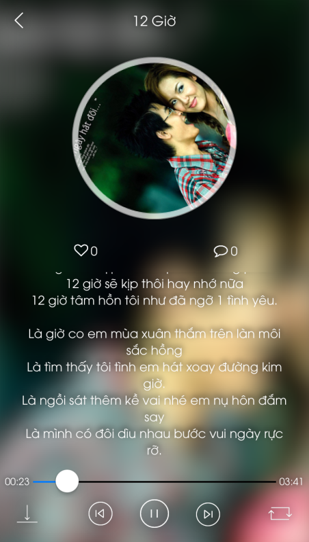 12 Giờ
gãy hát đôi...
0
0
12 giờ sẽ kịp thôi hay nhớ nữa
12 giờ tâm hồn tôi như đã ngỡ 1 tình yêu.
Là giờ co em mùa xuân thắm trên làn môi
sắc hồng
Là tìm thấy tôi tình em hát xoay đường kim
giờ.
Là ngồi sát thêm kề vai nhé em nụ hôn đắm
say
Là mình có đôi dìu nhau bước vui ngày rực
rỡ.
00:23
03:41